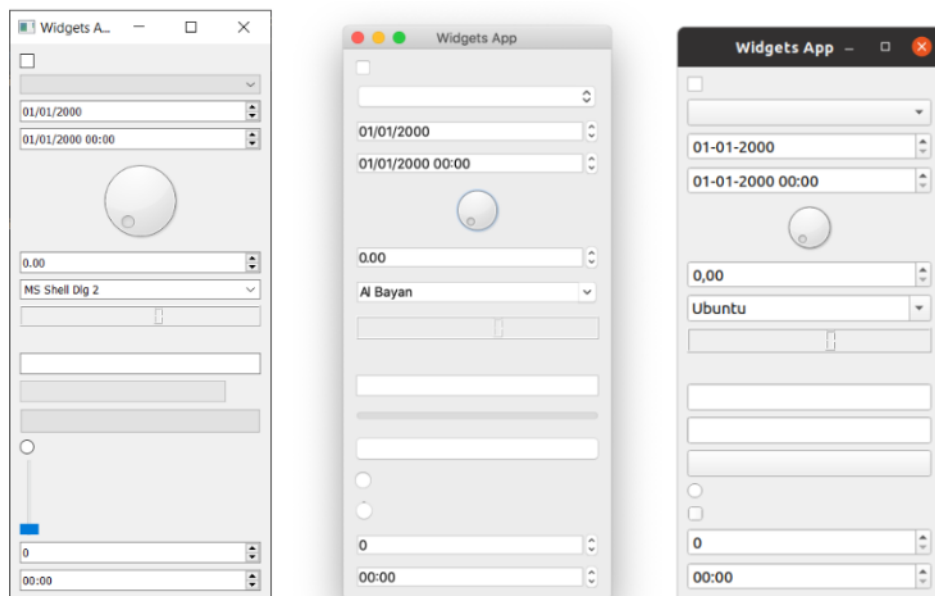 Widgets A...
01/01/2000
01/01/2000 00:00
0.00
MS Shell Dlg 2
0
00:00
Widgets App
01/01/2000
01/01/2000 00:00
0.00
Al Bayan
0
00:00
Widgets App
01-01-2000
01-01-2000 00:00
0,00
Ubuntu
0
00:00